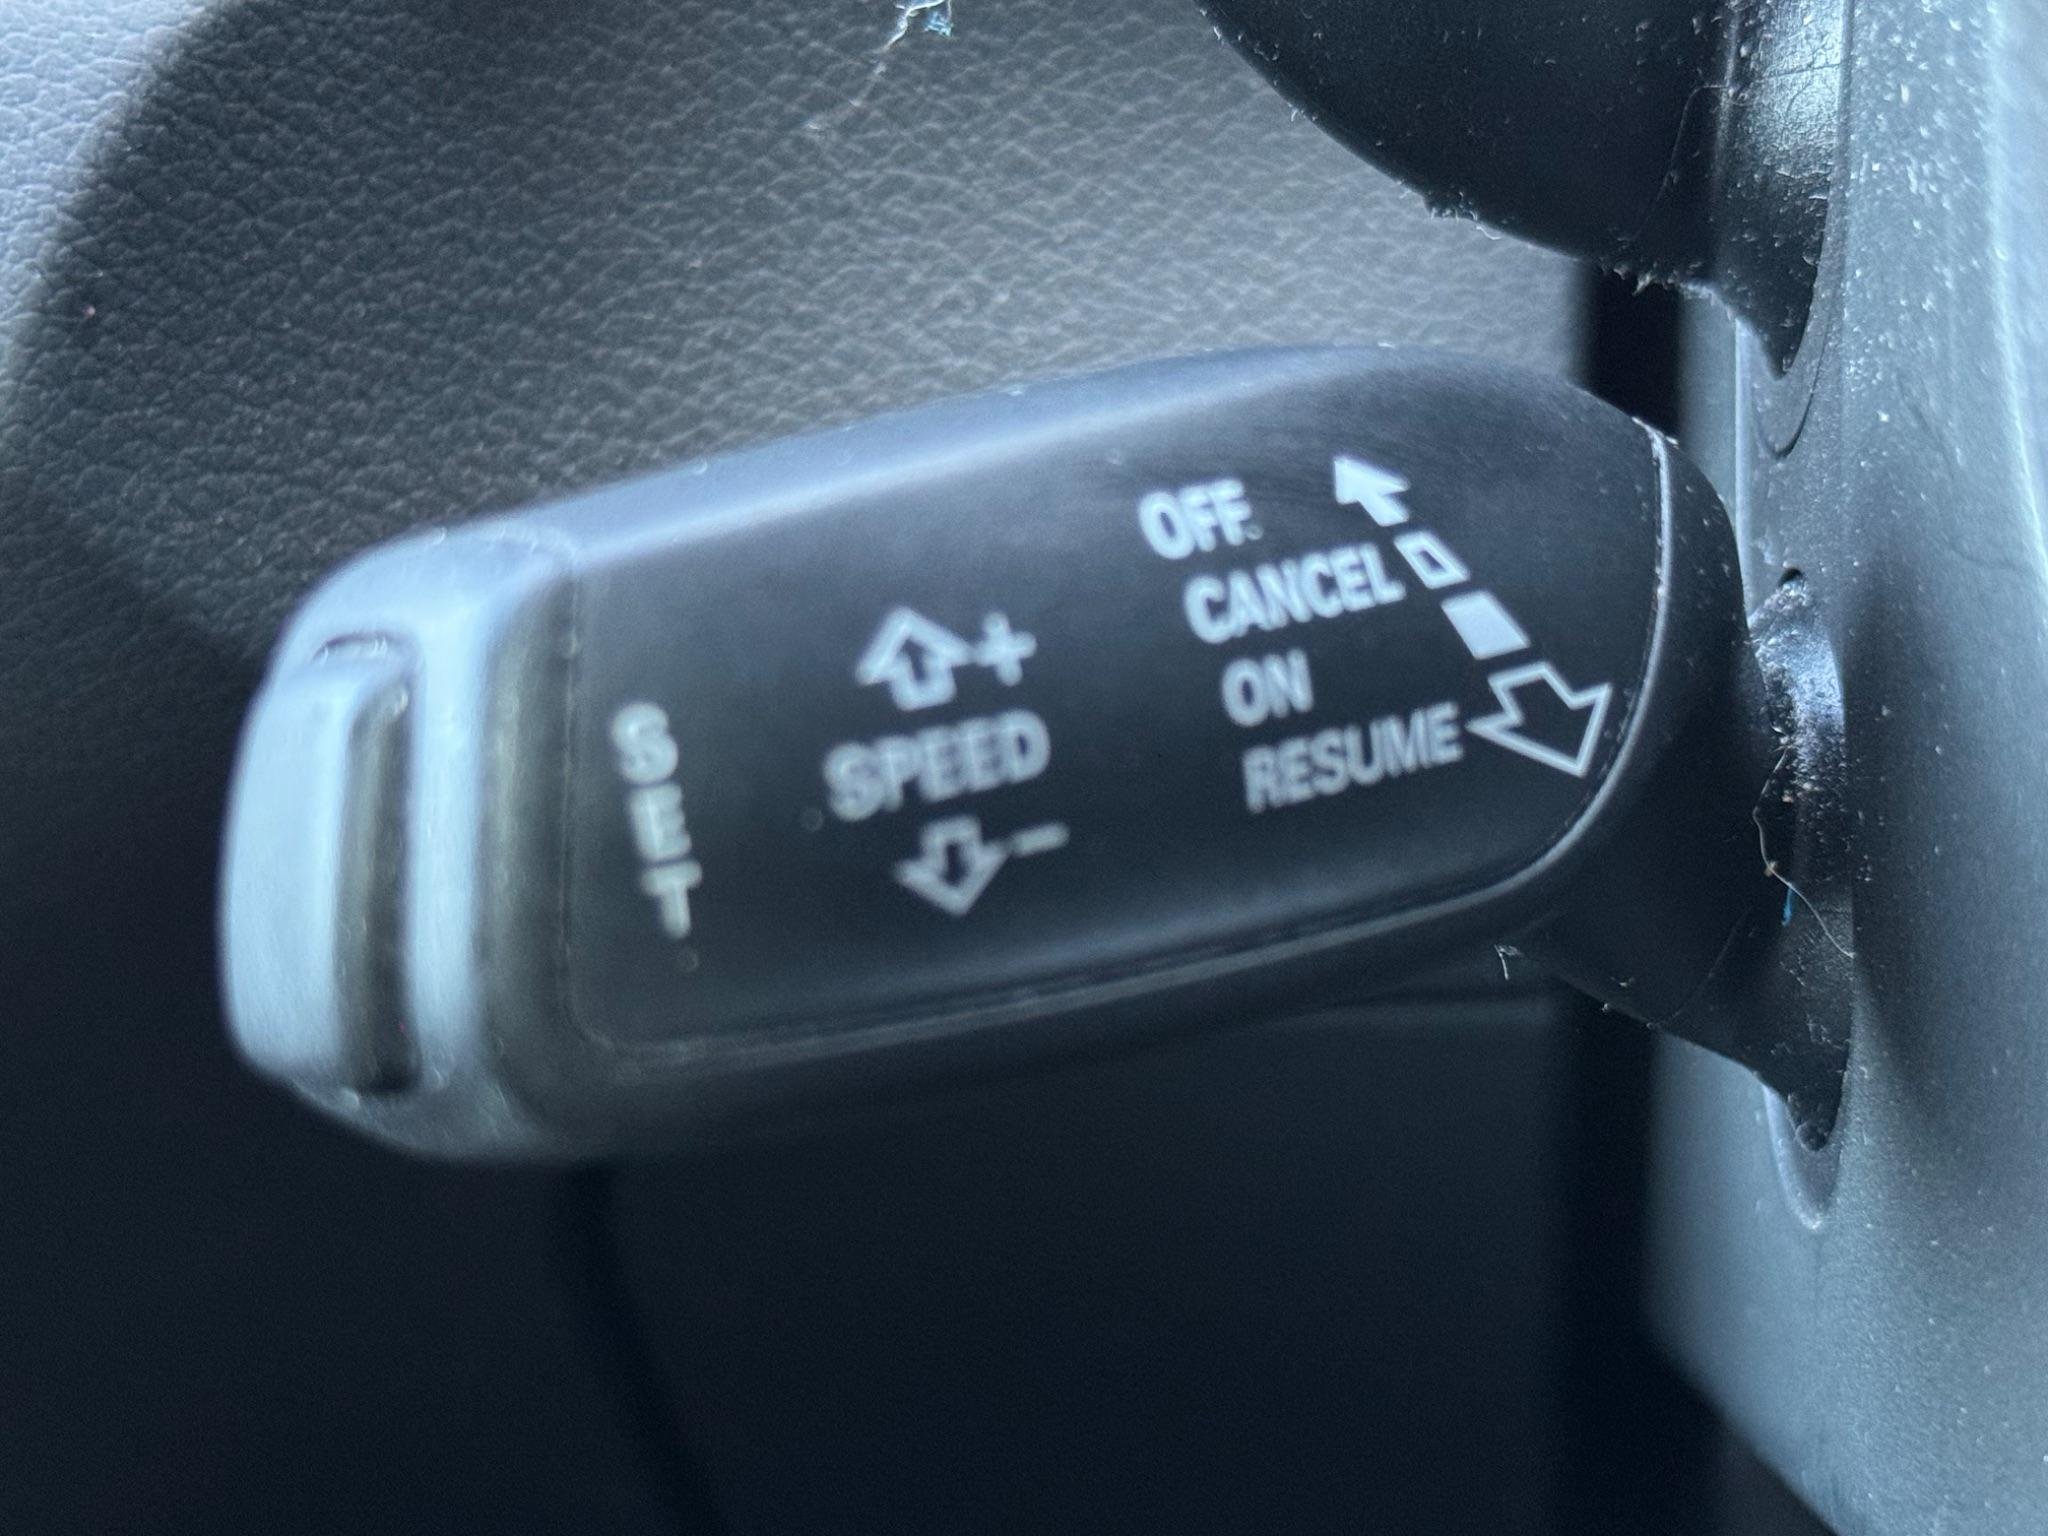 OFF
CANCEL
ON
RESUME
+
SPEED
-
SET